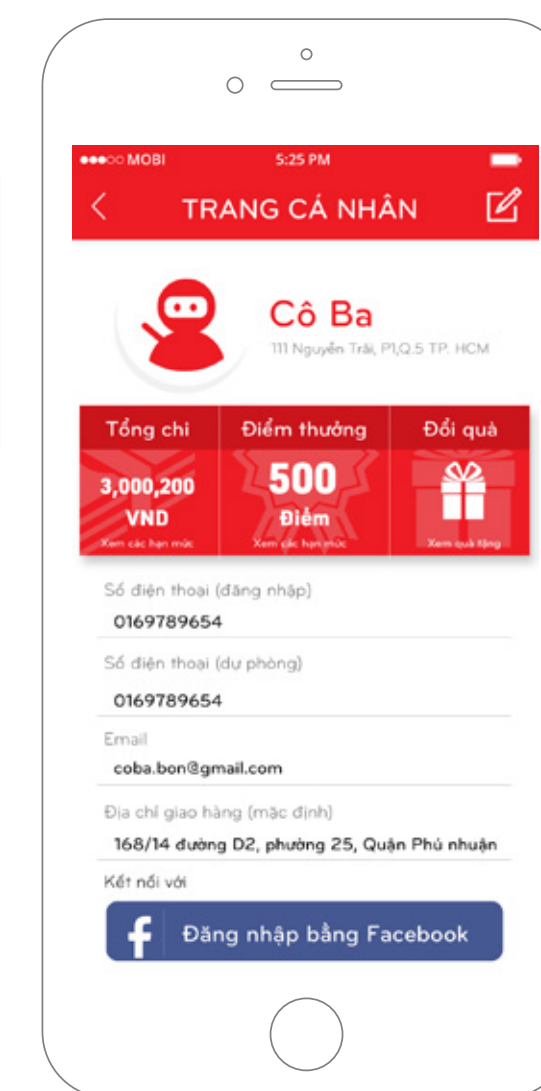 MOBI 5:25 PM
TRANG CÁ NHÂN
Cô Ba
111 Nguyễn Trãi, P1,Q.5 TP. HCM
Tổng chi Điểm thưởng Đổi quà
3,000,200 500
VND Điểm
Xem các hạn mức Xem các hạn mức Xem quà tặng
Số điện thoại (đăng nhập)
0169789654
Số điện thoại (dự phòng)
0169789654
Email
coba.bon@gmail.com
Địa chỉ giao hàng (mặc định)
168/14 đường D2, phường 25, Quận Phú nhuận
Kết nối với
f Đăng nhập bằng Facebook